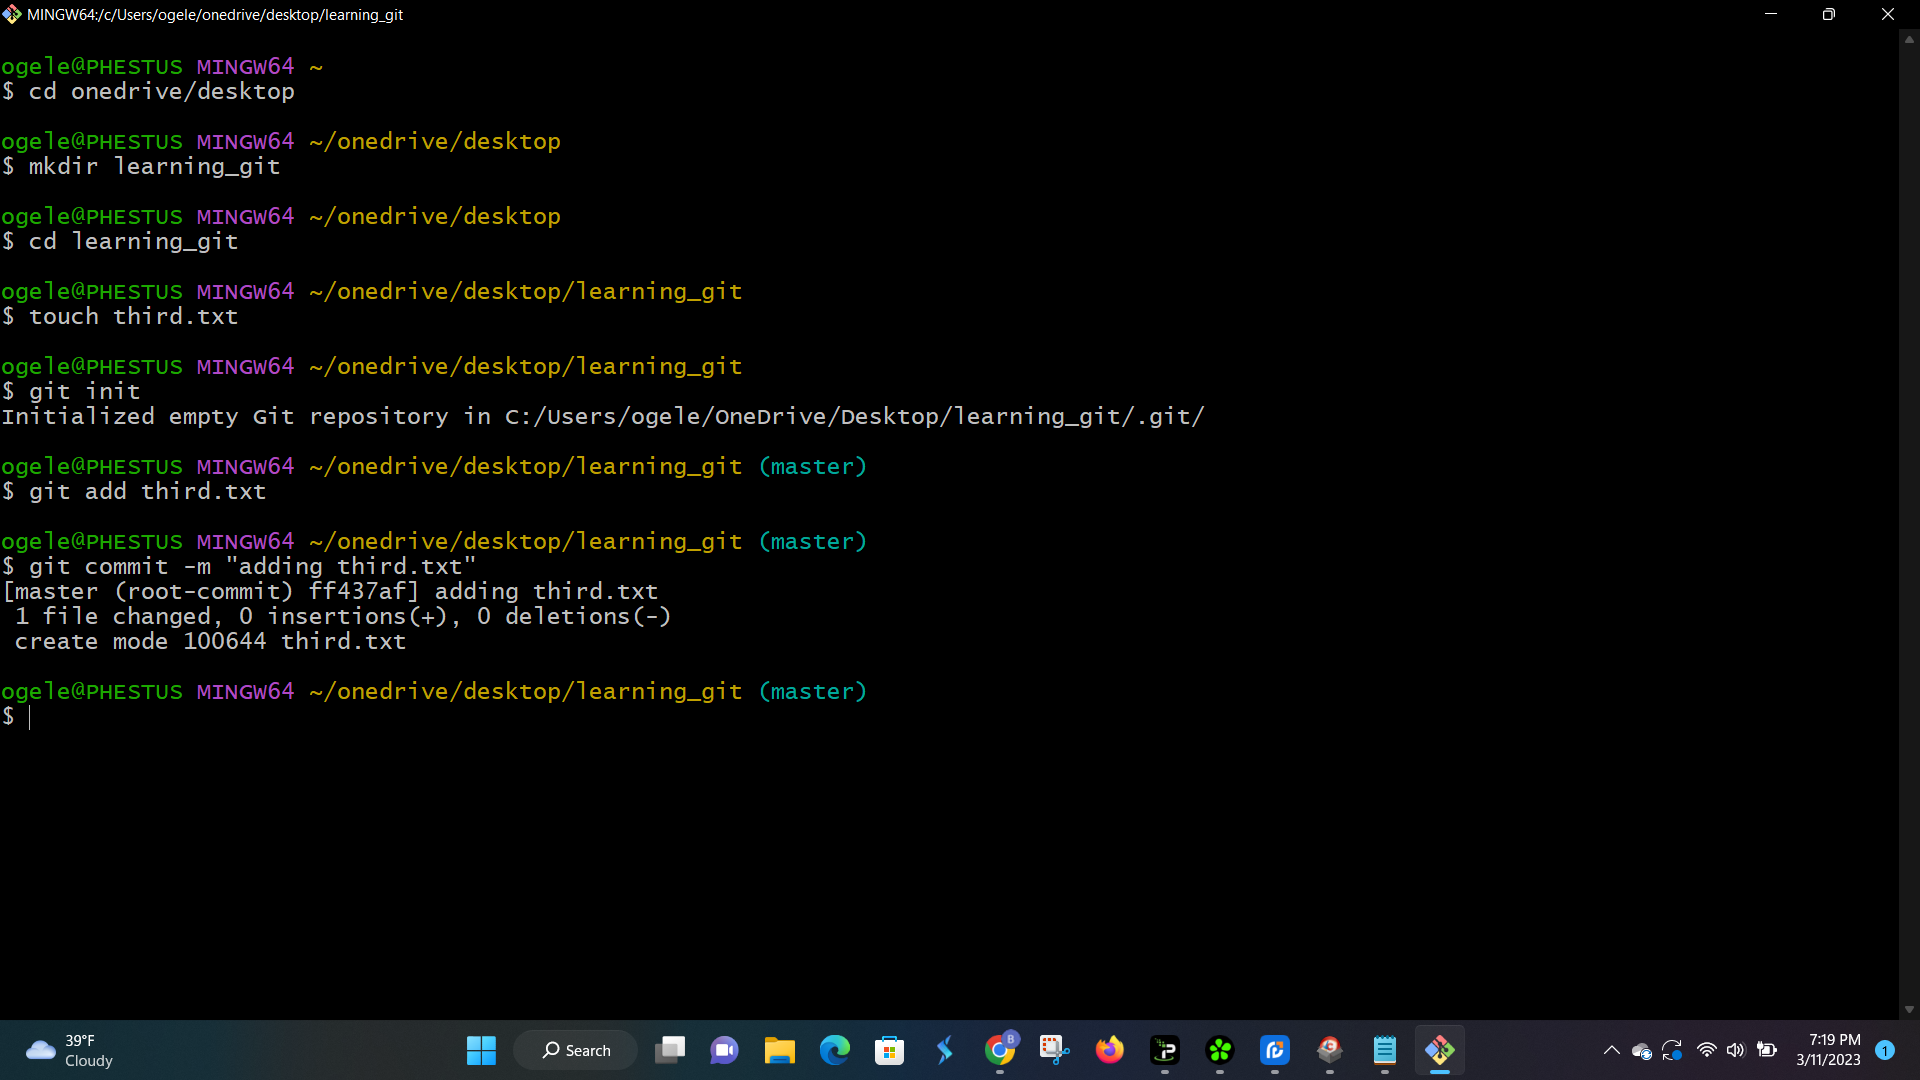 MINGW64:/c/Users/ogele/onedrive/desktop/learning_git
ogele@PHESTUS MINGW64 ~
$ cd onedrive/desktop
ogele@PHESTUS MINGW64 ~/onedrive/desktop
$ mkdir learning_git
ogele@PHESTUS MINGW64 ~/onedrive/desktop
$ cd learning_git
ogele@PHESTUS MINGW64 ~/onedrive/desktop/learning_git
$ touch third.txt
ogele@PHESTUS MINGW64 ~/onedrive/desktop/learning_git
$ git init
Initialized empty Git repository in C:/Users/ogele/OneDrive/Desktop/learning_git/.git/
ogele@PHESTUS MINGW64 ~/onedrive/desktop/learning_git (master)
$ git add third.txt
ogele@PHESTUS MINGW64 ~/onedrive/desktop/learning_git (master)
$ git commit -m "adding third.txt"
[master (root-commit) ff437af] adding third.txt
 1 file changed, 0 insertions(+), 0 deletions(-)
 create mode 100644 third.txt
ogele@PHESTUS MINGW64 ~/onedrive/desktop/learning_git (master)
$
39°F
Cloudy
Search
B
7:19 PM
3/11/2023
1